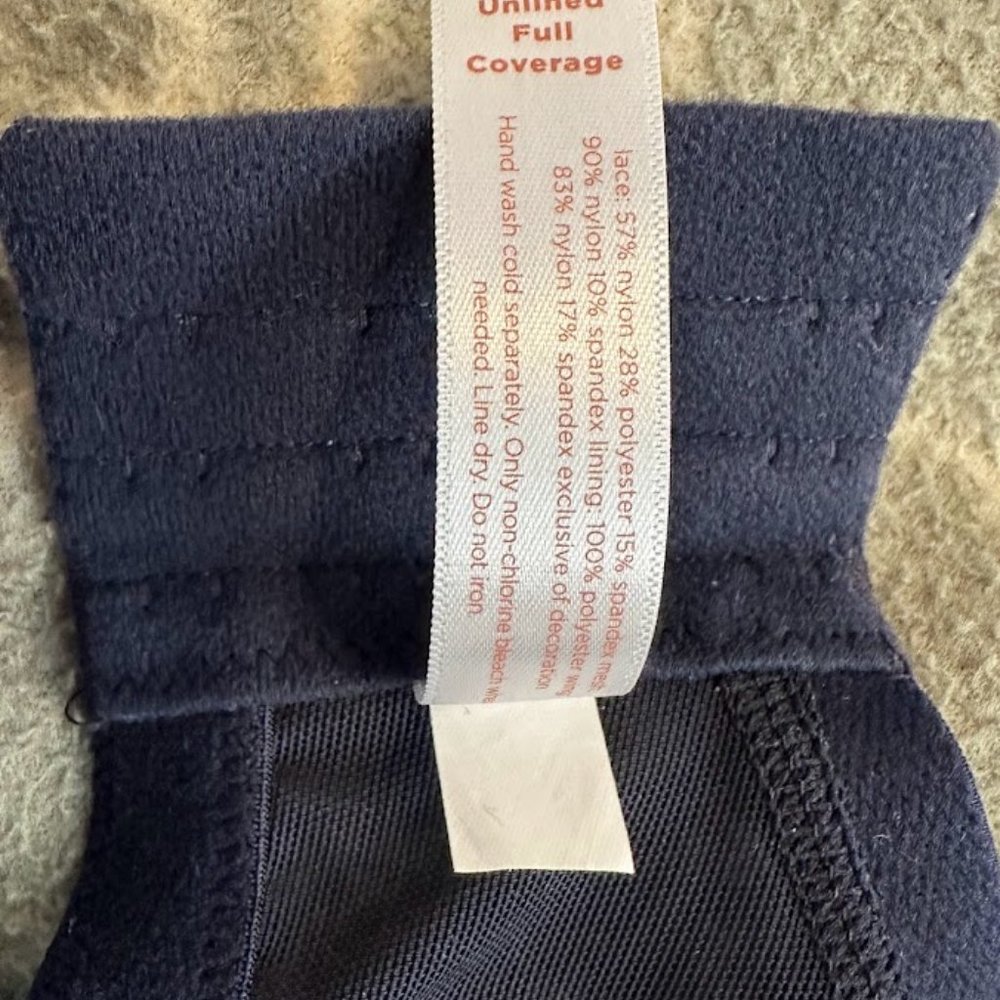 Unlined
Full
Coverage
lace: 57% nylon 28% polyester 15% spandex
90% nylon 10% spandex lining: 100% polyester
83% nylon 17% spandex exclusive of decoration
Hand wash cold separately. Only non-chlorine bleach
needed. Line dry. Do not iron.